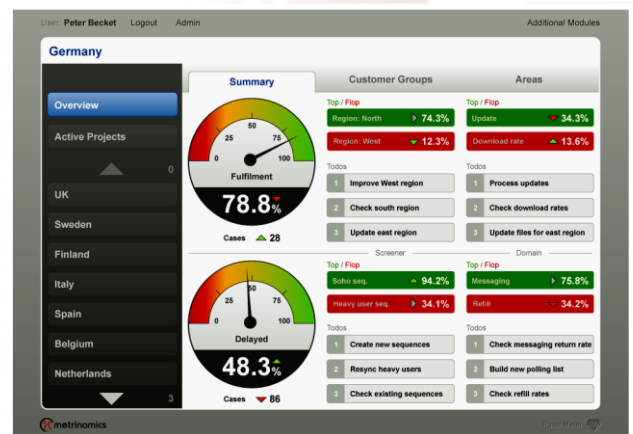 User: Peter Becket Logout Admin Additional Modules
Germany
Summary Customer Groups Areas
Overview
Active Projects
0
UK
Sweden
Finland
Italy
Spain
Belgium
Netherlands
3
0 25 50 75 100
Fulfilment
78.8%
Cases 28
Top / Flop
Region: North 74.3%
Region: West 12.3%
Todos
1 Improve West region
2 Check south region
3 Update east region
Top / Flop
Update 34.3%
Download rate 13.6%
Todos
1 Process updates
2 Check download rates
3 Update files for east region
Screener Domain
0 25 50 75 100
Delayed
48.3%
Cases 86
Top / Flop
Soho seq. 94.2%
Heavy user seq. 34.1%
Todos
1 Create new sequences
2 Resync heavy users
3 Check existing sequences
Top / Flop
Messaging 75.8%
Refill 34.2%
Todos
1 Check messaging return rate
2 Build new polling list
3 Check refill rates
metrinomics